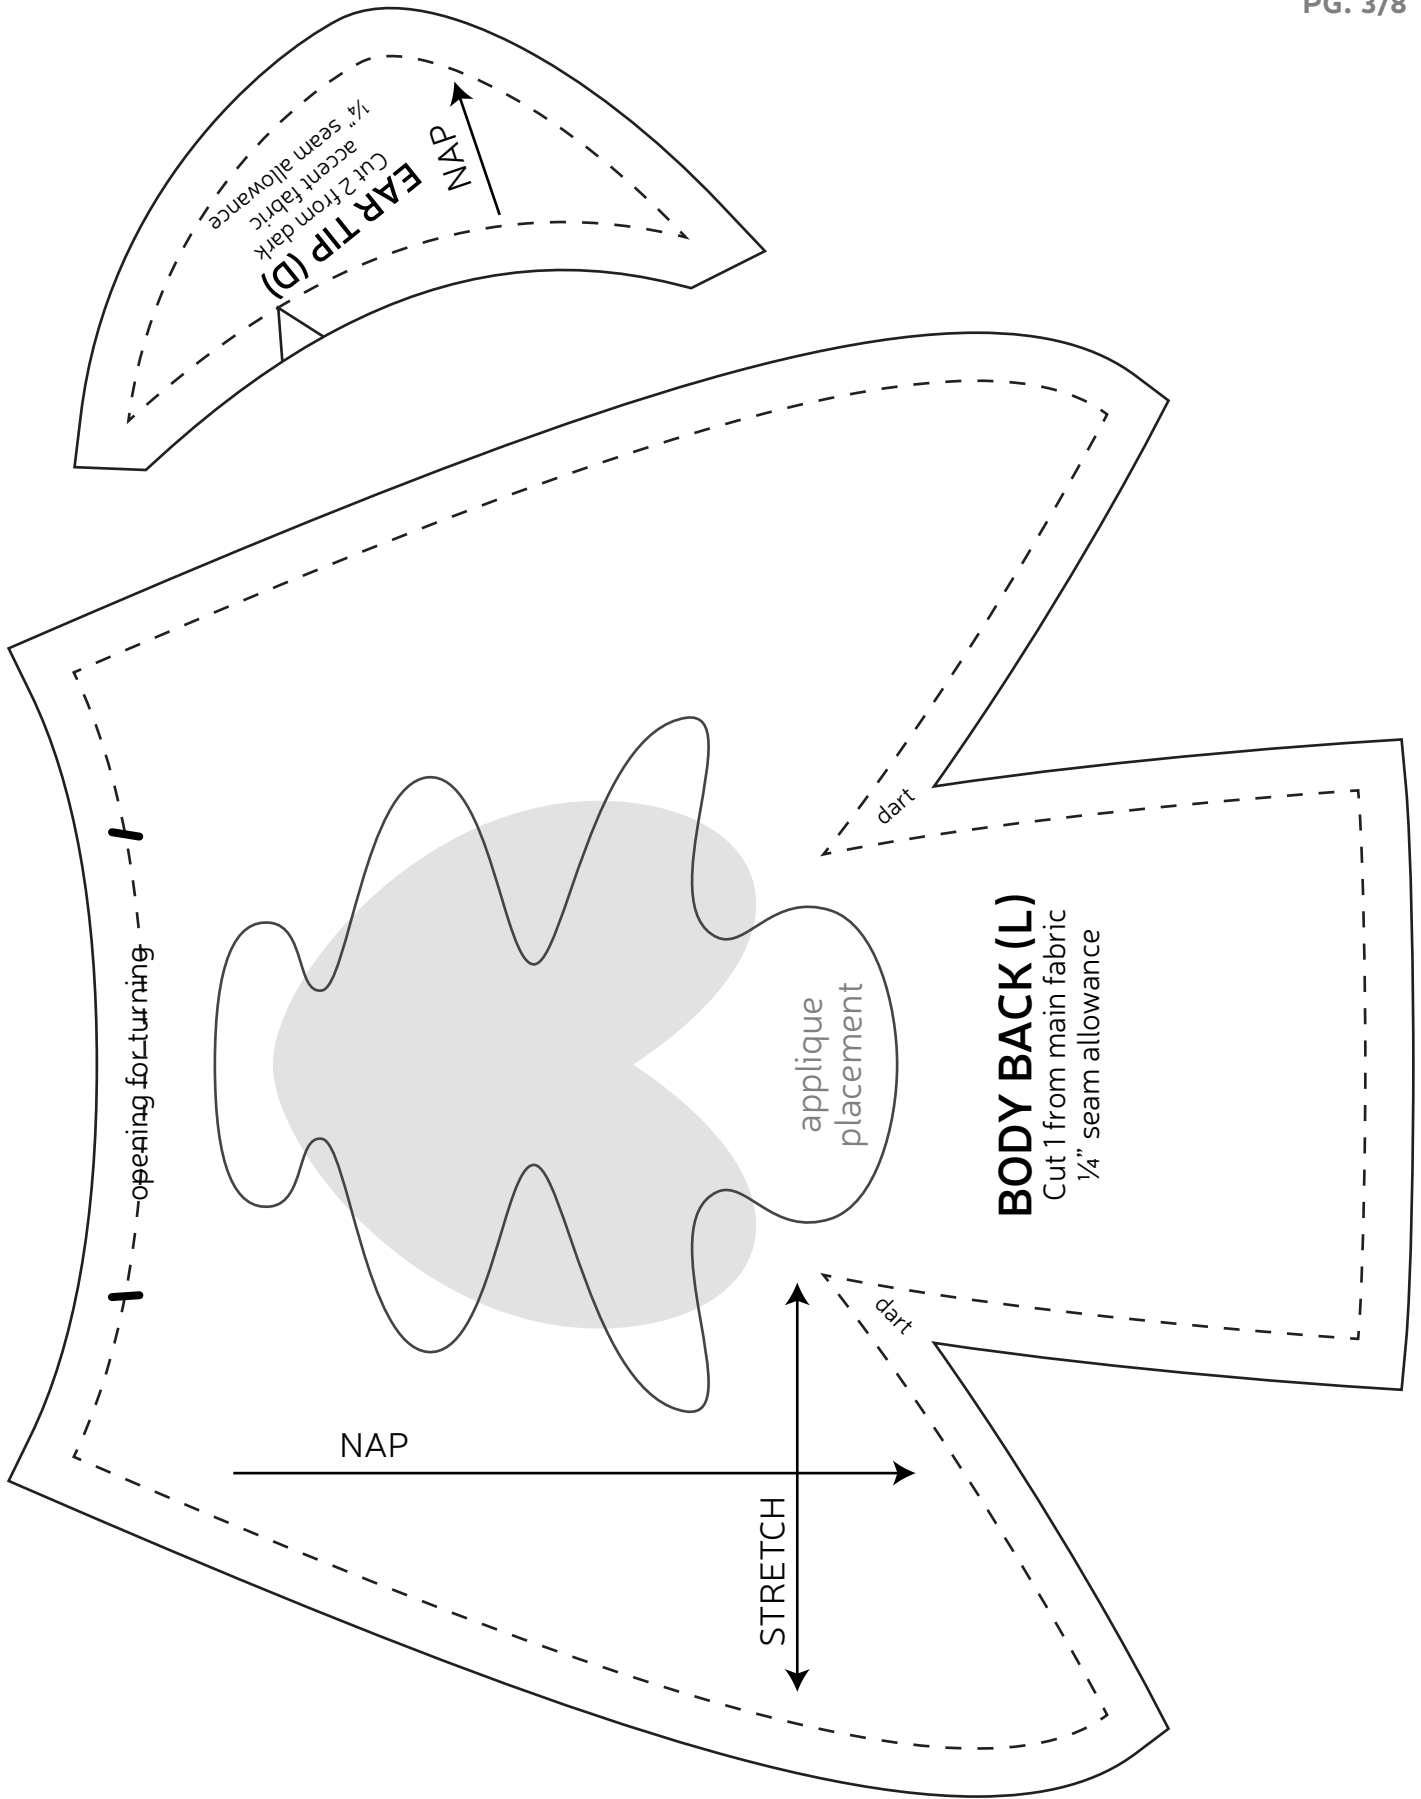 PG. 3/8
EAR TIP (D)
Cut 2 from dark
accent fabric
¼" seam allowance
NAP
opening for turning
dart
applique
placement
BODY BACK (L)
Cut 1 from main fabric
¼" seam allowance
dart
NAP
STRETCH